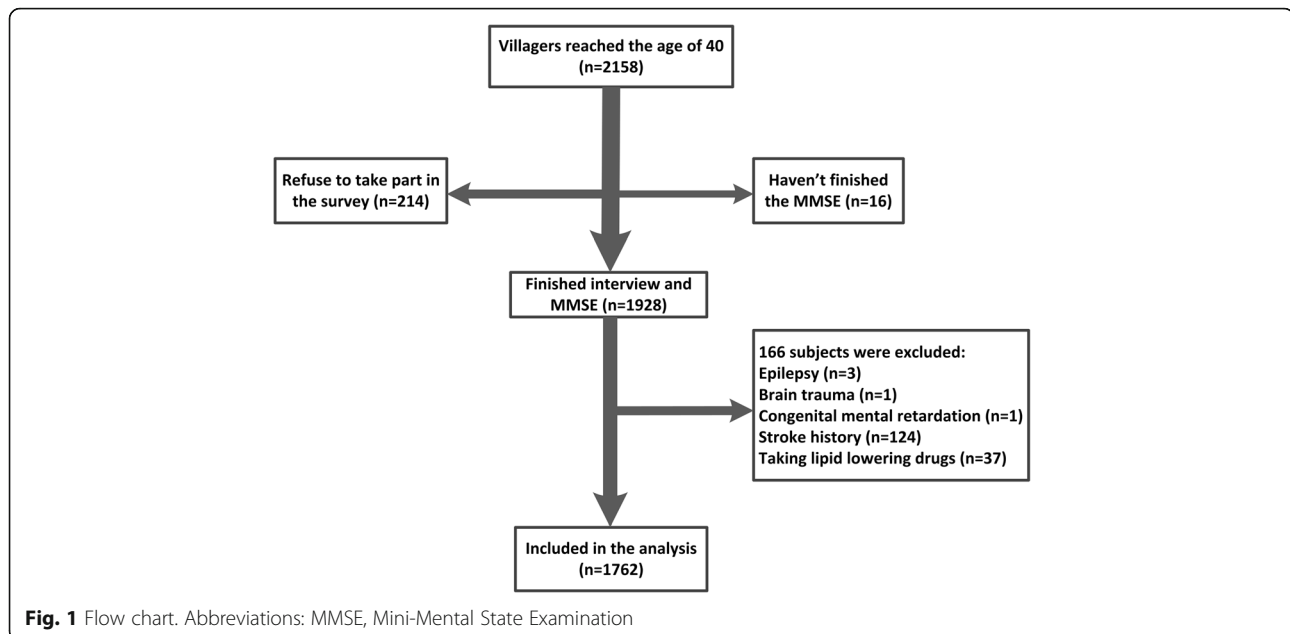 Villagers reached the age of 40
(n=2158)
Refuse to take part in
the survey (n=214)
Haven't finished
the MMSE (n=16)
Finished interview and
MMSE (n=1928)
166 subjects were excluded:
Epilepsy (n=3)
Brain trauma (n=1)
Congenital mental retardation (n=1)
Stroke history (n=124)
Taking lipid lowering drugs (n=37)
Included in the analysis
(n=1762)
Fig. 1 Flow chart. Abbreviations: MMSE, Mini-Mental State Examination